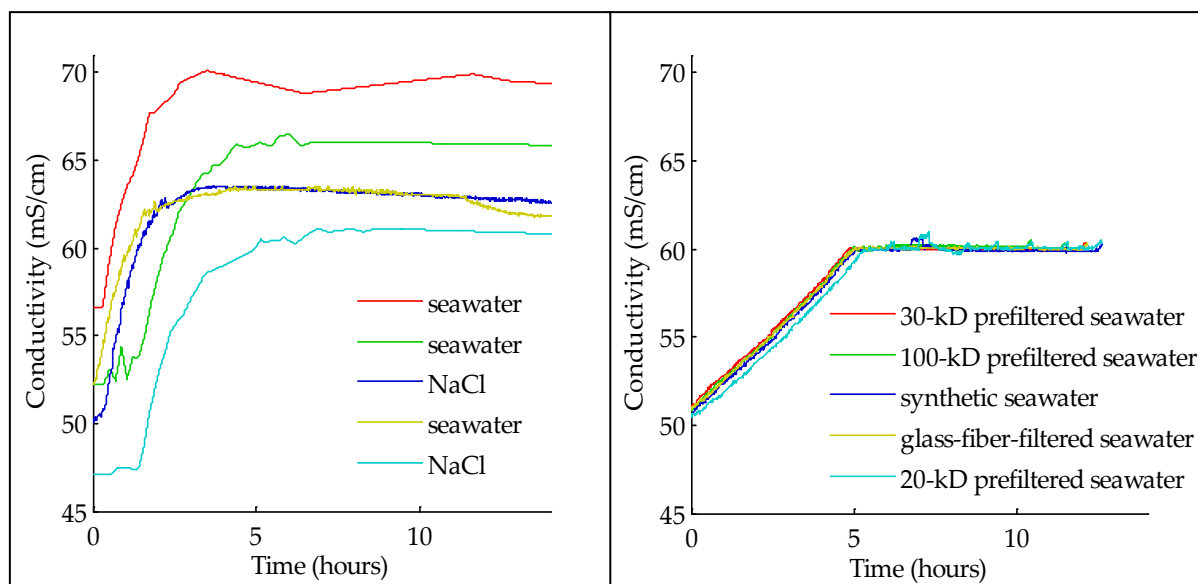 Conductivity (mS/cm)
70
65
60
55
50
45
0
5
10
Time (hours)
seawater
seawater
NaCl
seawater
NaCl
Conductivity (mS/cm)
70
65
60
55
50
45
0
5
10
Time (hours)
30-kD prefiltered seawater
100-kD prefiltered seawater
synthetic seawater
glass-fiber-filtered seawater
20-kD prefiltered seawater